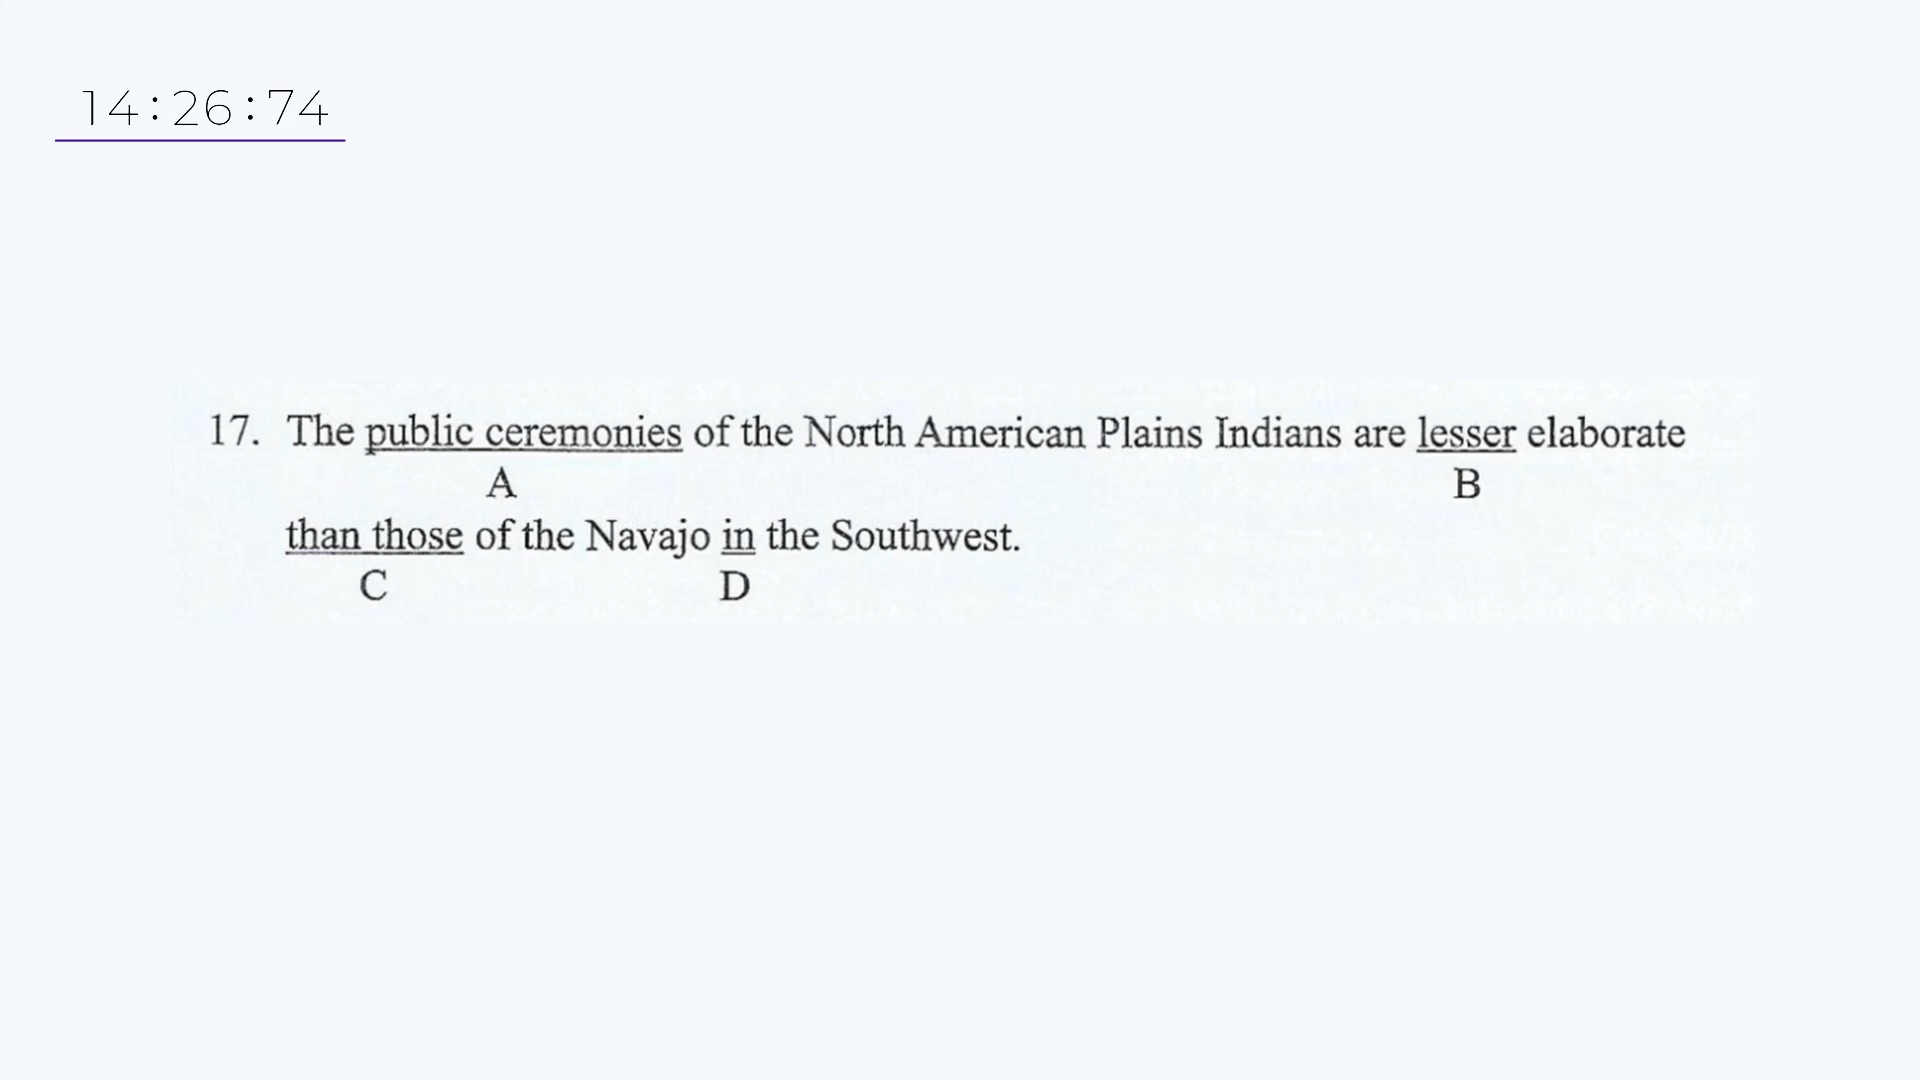 14:26:74
17. The public ceremonies of the North American Plains Indians are lesser elaborate
A B
than those of the Navajo in the Southwest.
C D